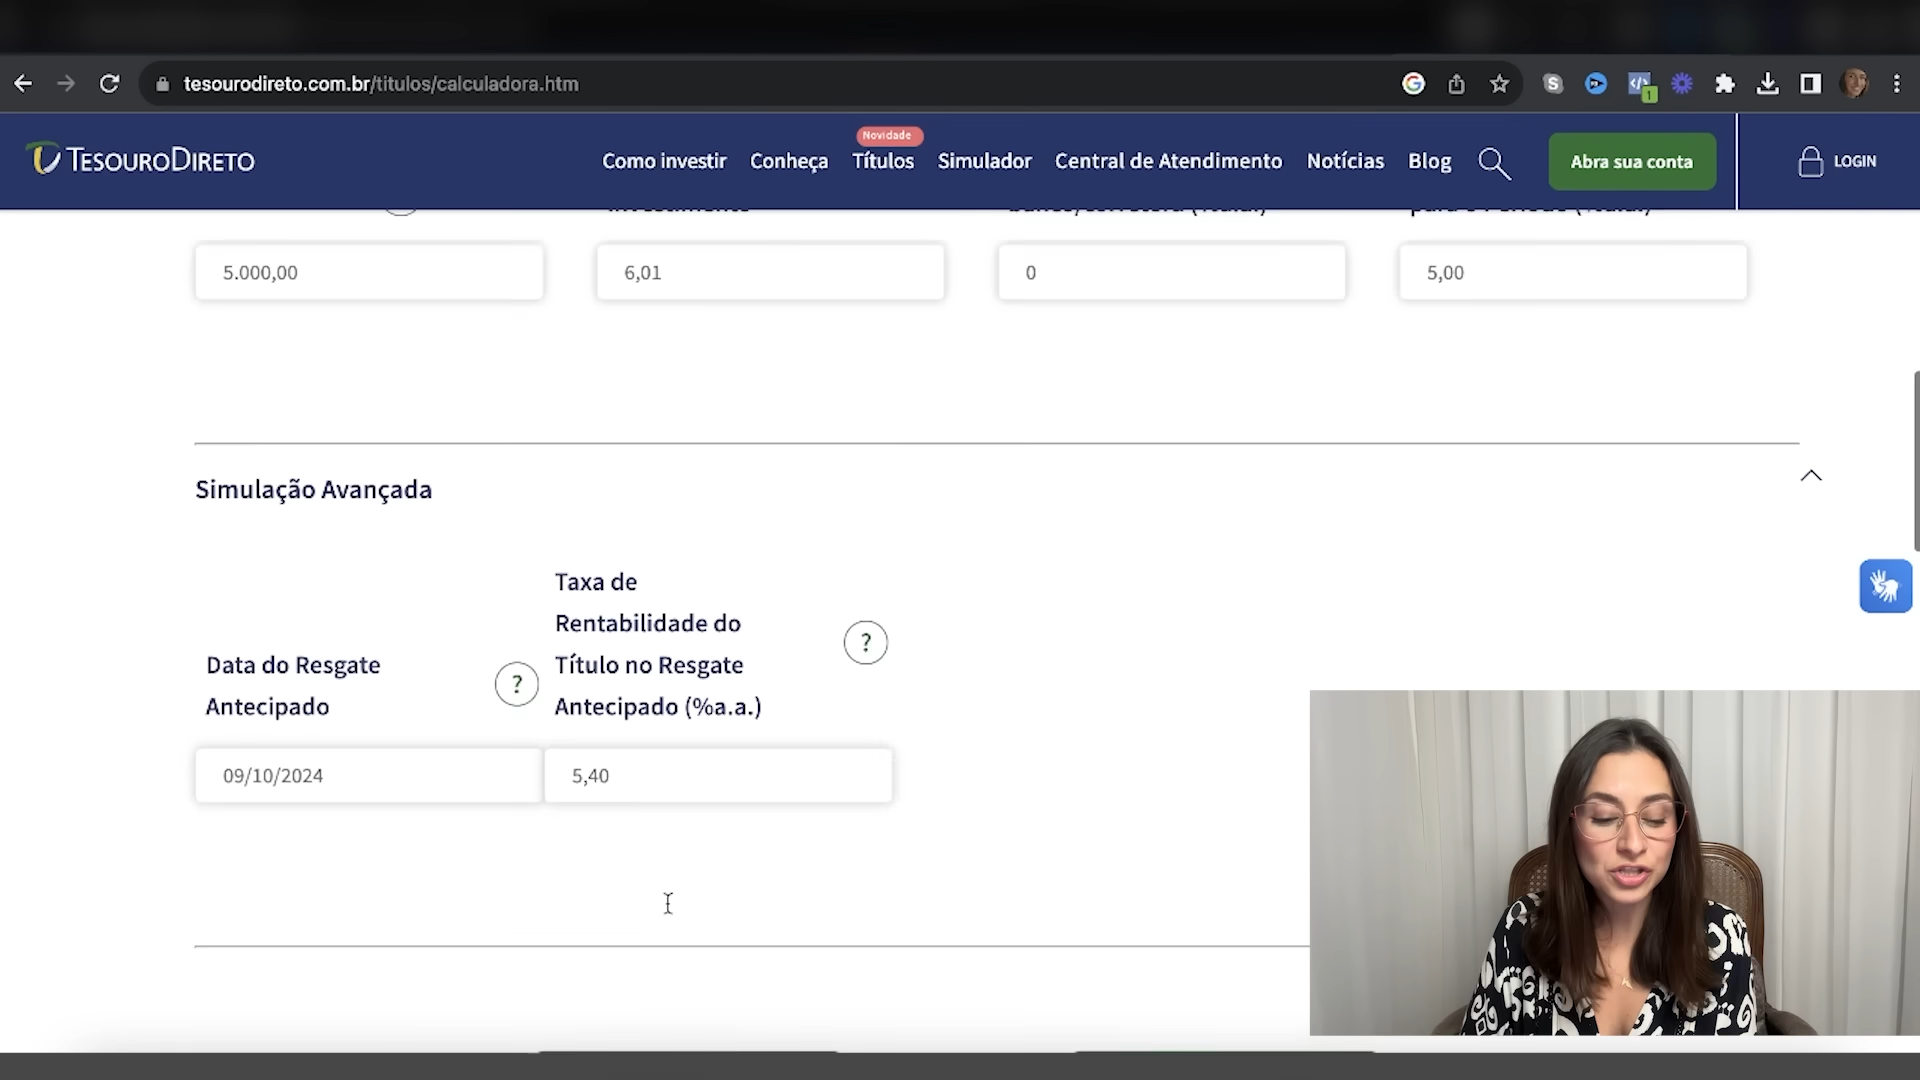 tesourodireto.com.br/titulos/calculadora.htm
TESOURODIRETO
Como investir
Conheça
Novidade
Títulos
Simulador
Central de Atendimento
Notícias
Blog
Abra sua conta
LOGIN
5.000,00
6,01
0
5,00
Simulação Avançada
Data do Resgate
Antecipado
?
Taxa de
Rentabilidade do
Título no Resgate
Antecipado (%a.a.)
?
09/10/2024
5,40